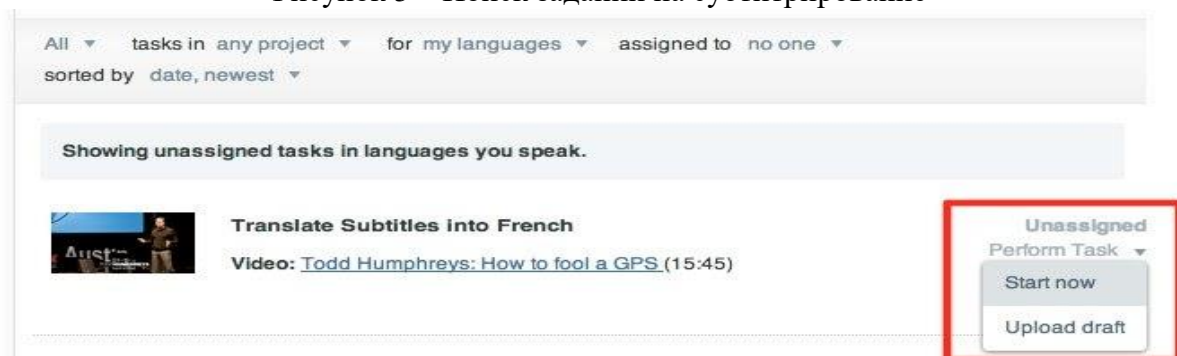 All ▼ tasks in any project ▼ for my languages ▼ assigned to no one ▼
sorted by date, newest ▼
Showing unassigned tasks in languages you speak.
Translate Subtitles into French
Video: Todd Humphreys: How to fool a GPS (15:45)
Unassigned
Perform Task ▼
Start now
Upload draft